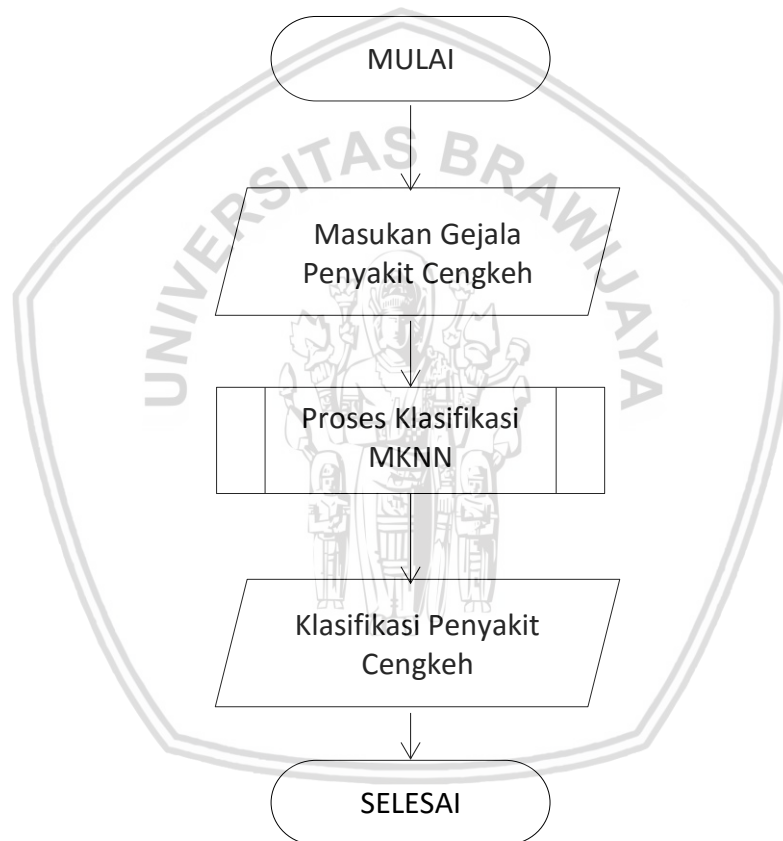 MULAI
UNIVERSITAS BRAWIJAYA
Masukan Gejala
Penyakit Cengkeh
Proses Klasifikasi
MKNN
Klasifikasi Penyakit
Cengkeh
SELESAI